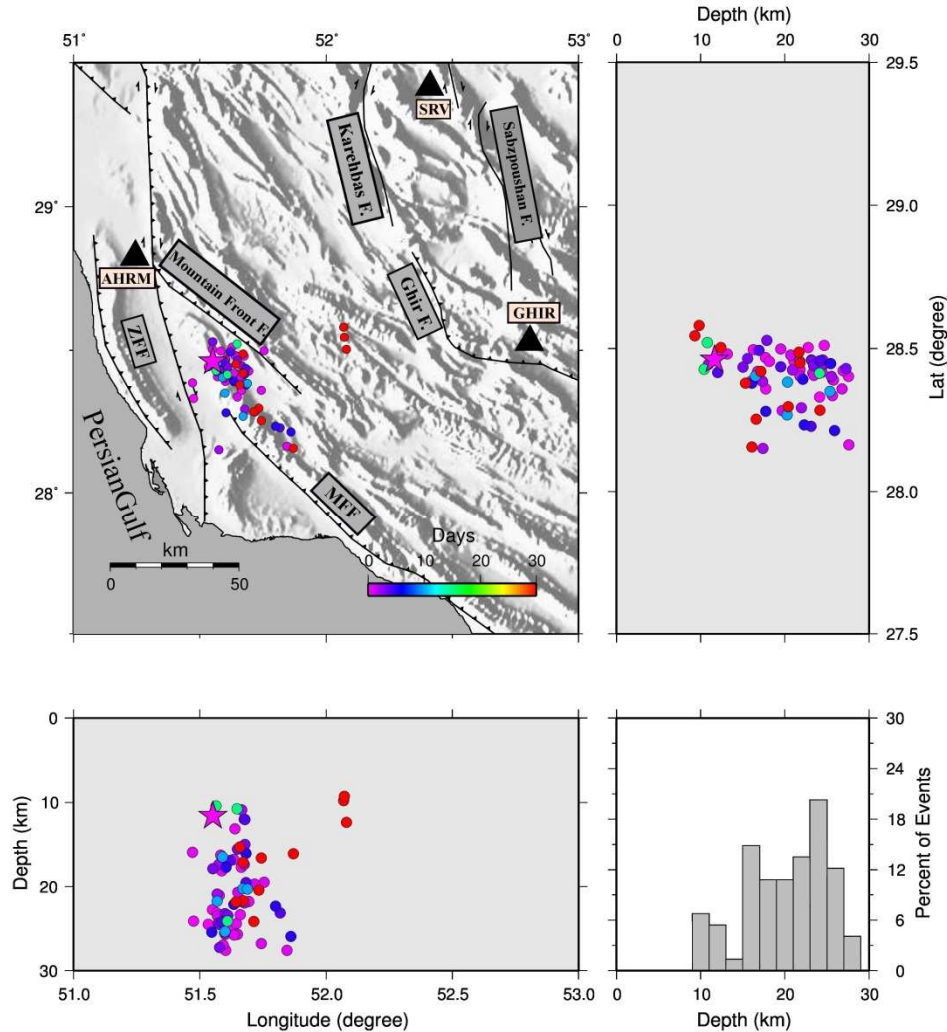 51˚
52˚
53˚
29˚
28˚
Karehbas F.
SRV
Sabzpoushan F.
AHRM
Mountain Front F.
ZFF
Ghir F.
GHIR
MFF
PersianGulf
km
0 50
Days
0 10 20 30
Depth (km)
0 10 20 30
29.5
29.0
28.5
28.0
27.5
Lat (degree)
0
10
20
30
Depth (km)
51.0 51.5 52.0 52.5 53.0
Longitude (degree)
30
24
18
12
6
0
Percent of Events
0 10 20 30
Depth (km)